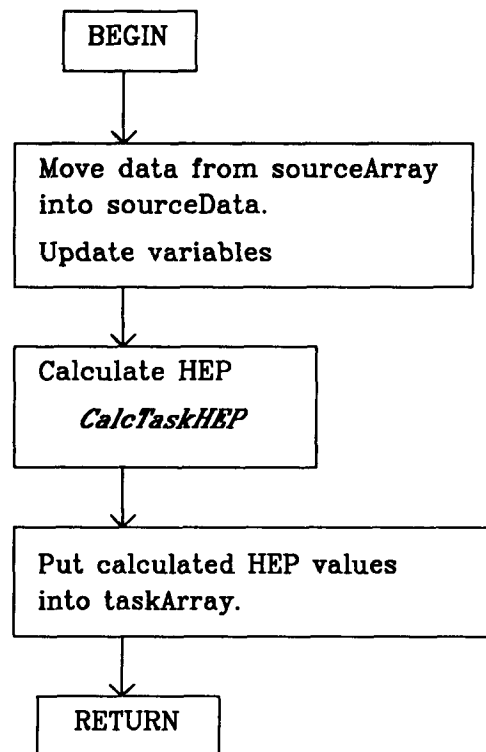 BEGIN
Move data from sourceArray
into sourceData.
Update variables
Calculate HEP
CalcTaskHEP
Put calculated HEP values
into taskArray.
RETURN